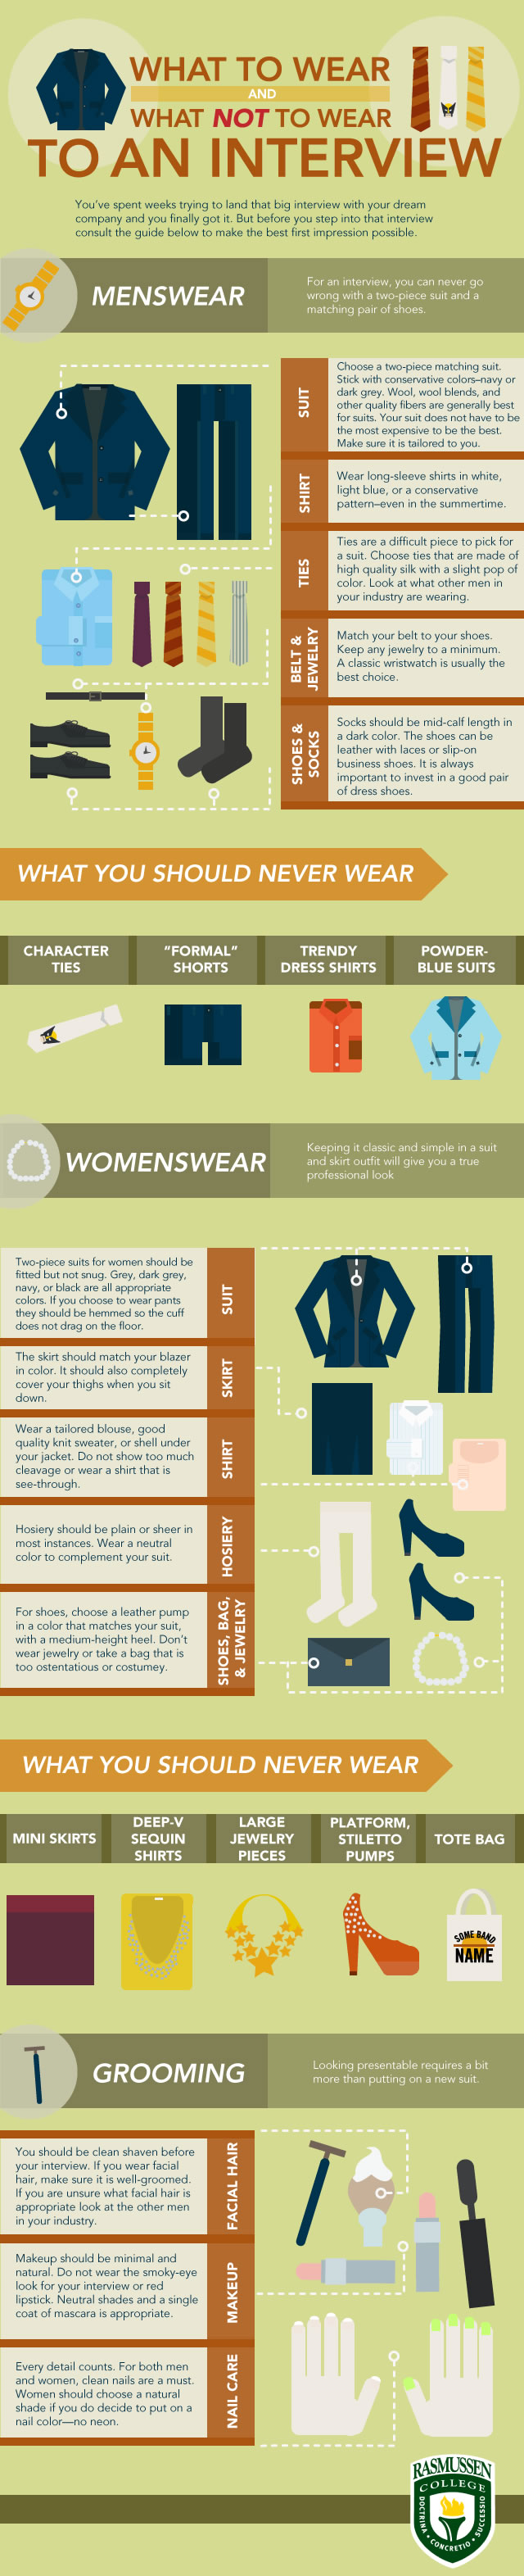 WHAT TO WEAR
AND
WHAT NOT TO WEAR
TO AN INTERVIEW
You've spent weeks trying to land that big interview with your dream
company and you finally got it. But before you step into that interview
consult the guide below to make the best first impression possible.
MENSWEAR
For an interview, you can never go
wrong with a two-piece suit and a
matching pair of shoes.
SUIT
Choose a two-piece matching suit.
Stick with conservative colors–navy or
dark grey. Wool, wool blends, and
other quality fibers are generally best
for suits. Your suit does not have to be
the most expensive to be the best.
Make sure it is tailored to you.
SHIRT
Wear long-sleeve shirts in white,
light blue, or a conservative
pattern–even in the summertime.
TIES
Ties are a difficult piece to pick for
a suit. Choose ties that are made of
high quality silk with a slight pop of
color. Look at what other men in
your industry are wearing.
BELT &
JEWELRY
Match your belt to your shoes.
Keep any jewelry to a minimum.
A classic wristwatch is usually the
best choice.
SHOES &
SOCKS
Socks should be mid-calf length in
a dark color. The shoes can be
leather with laces or slip-on
business shoes. It is always
important to invest in a good pair
of dress shoes.
WHAT YOU SHOULD NEVER WEAR
CHARACTER
TIES
"FORMAL"
SHORTS
TRENDY
DRESS SHIRTS
POWDER-
BLUE SUITS
WOMENSWEAR
Keeping it classic and simple in a suit
and skirt outfit will give you a true
professional look
Two-piece suits for women should be
fitted but not snug. Grey, dark grey,
navy, or black are all appropriate
colors. If you choose to wear pants
they should be hemmed so the cuff
does not drag on the floor.
SUIT
The skirt should match your blazer
in color. It should also completely
cover your thighs when you sit
down.
SKIRT
Wear a tailored blouse, good
quality knit sweater, or shell under
your jacket. Do not show too much
cleavage or wear a shirt that is
see-through.
SHIRT
Hosiery should be plain or sheer in
most instances. Wear a neutral
color to complement your suit.
HOSIERY
For shoes, choose a leather pump
in a color that matches your suit,
with a medium-height heel. Don't
wear jewelry or take a bag that is
too ostentatious or costumey.
SHOES, BAG,
& JEWELRY
WHAT YOU SHOULD NEVER WEAR
MINI SKIRTS
DEEP-V
SEQUIN
SHIRTS
LARGE
JEWELRY
PIECES
PLATFORM,
STILETTO
PUMPS
TOTE BAG
SOME BAND
NAME
GROOMING
Looking presentable requires a bit
more than putting on a new suit.
You should be clean shaven before
your interview. If you wear facial
hair, make sure it is well-groomed.
If you are unsure what facial hair is
appropriate look at the other men
in your industry.
FACIAL HAIR
Makeup should be minimal and
natural. Do not wear the smoky-eye
look for your interview or red
lipstick. Neutral shades and a single
coat of mascara is appropriate.
MAKEUP
Every detail counts. For both men
and women, clean nails are a must.
Women should choose a natural
shade if you do decide to put on a
nail color—no neon.
NAIL CARE
RASMUSSEN
COLLEGE
DOCTRINA • CONCRETIO • SUCCESSIO